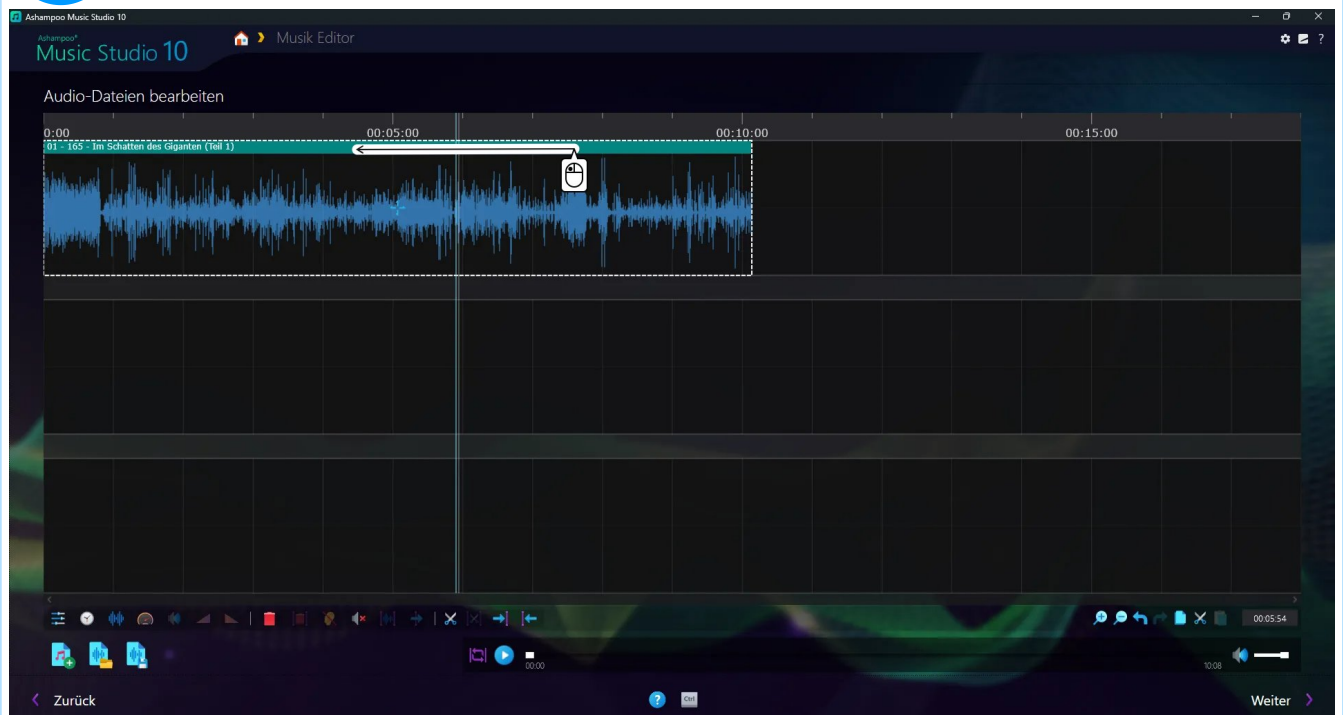 Ashampoo Music Studio 10
Ashampoo®
Music Studio 10
Musik Editor
?
Audio-Dateien bearbeiten
0:00 00:05:00 00:10:00 00:15:00
01 - 165 - Im Schatten des Giganten (Teil 1)
00:05:54
00:00
10:08
Zurück
?
Ctrl
Weiter